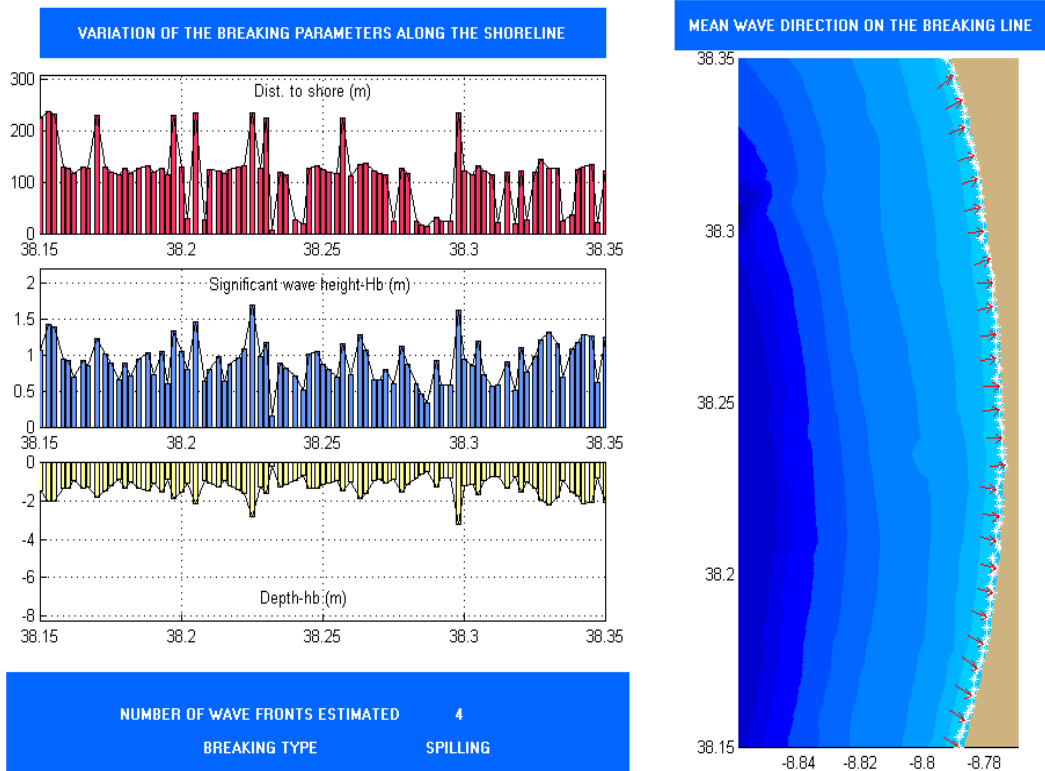 VARIATION OF THE BREAKING PARAMETERS ALONG THE SHORELINE
300
Dist. to shore (m)
200
100
0
38.15 38.2 38.25 38.3 38.35
2
Significant wave height-Hb (m)
1.5
1
0.5
0
38.15 38.2 38.25 38.3 38.35
0
-2
-4
-6
Depth-hb (m)
-8
38.15 38.2 38.25 38.3 38.35
NUMBER OF WAVE FRONTS ESTIMATED 4
BREAKING TYPE SPILLING
MEAN WAVE DIRECTION ON THE BREAKING LINE
38.35
38.3
38.25
38.2
38.15
-8.84 -8.82 -8.8 -8.78